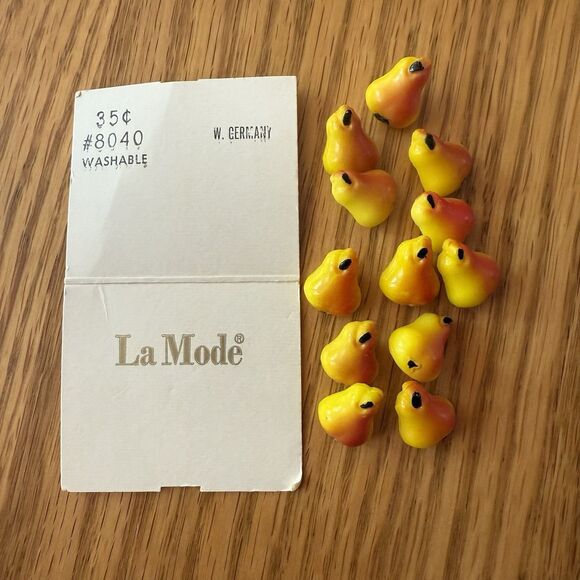 35¢
#8040
WASHABLE
W. GERMANY
La Mode®